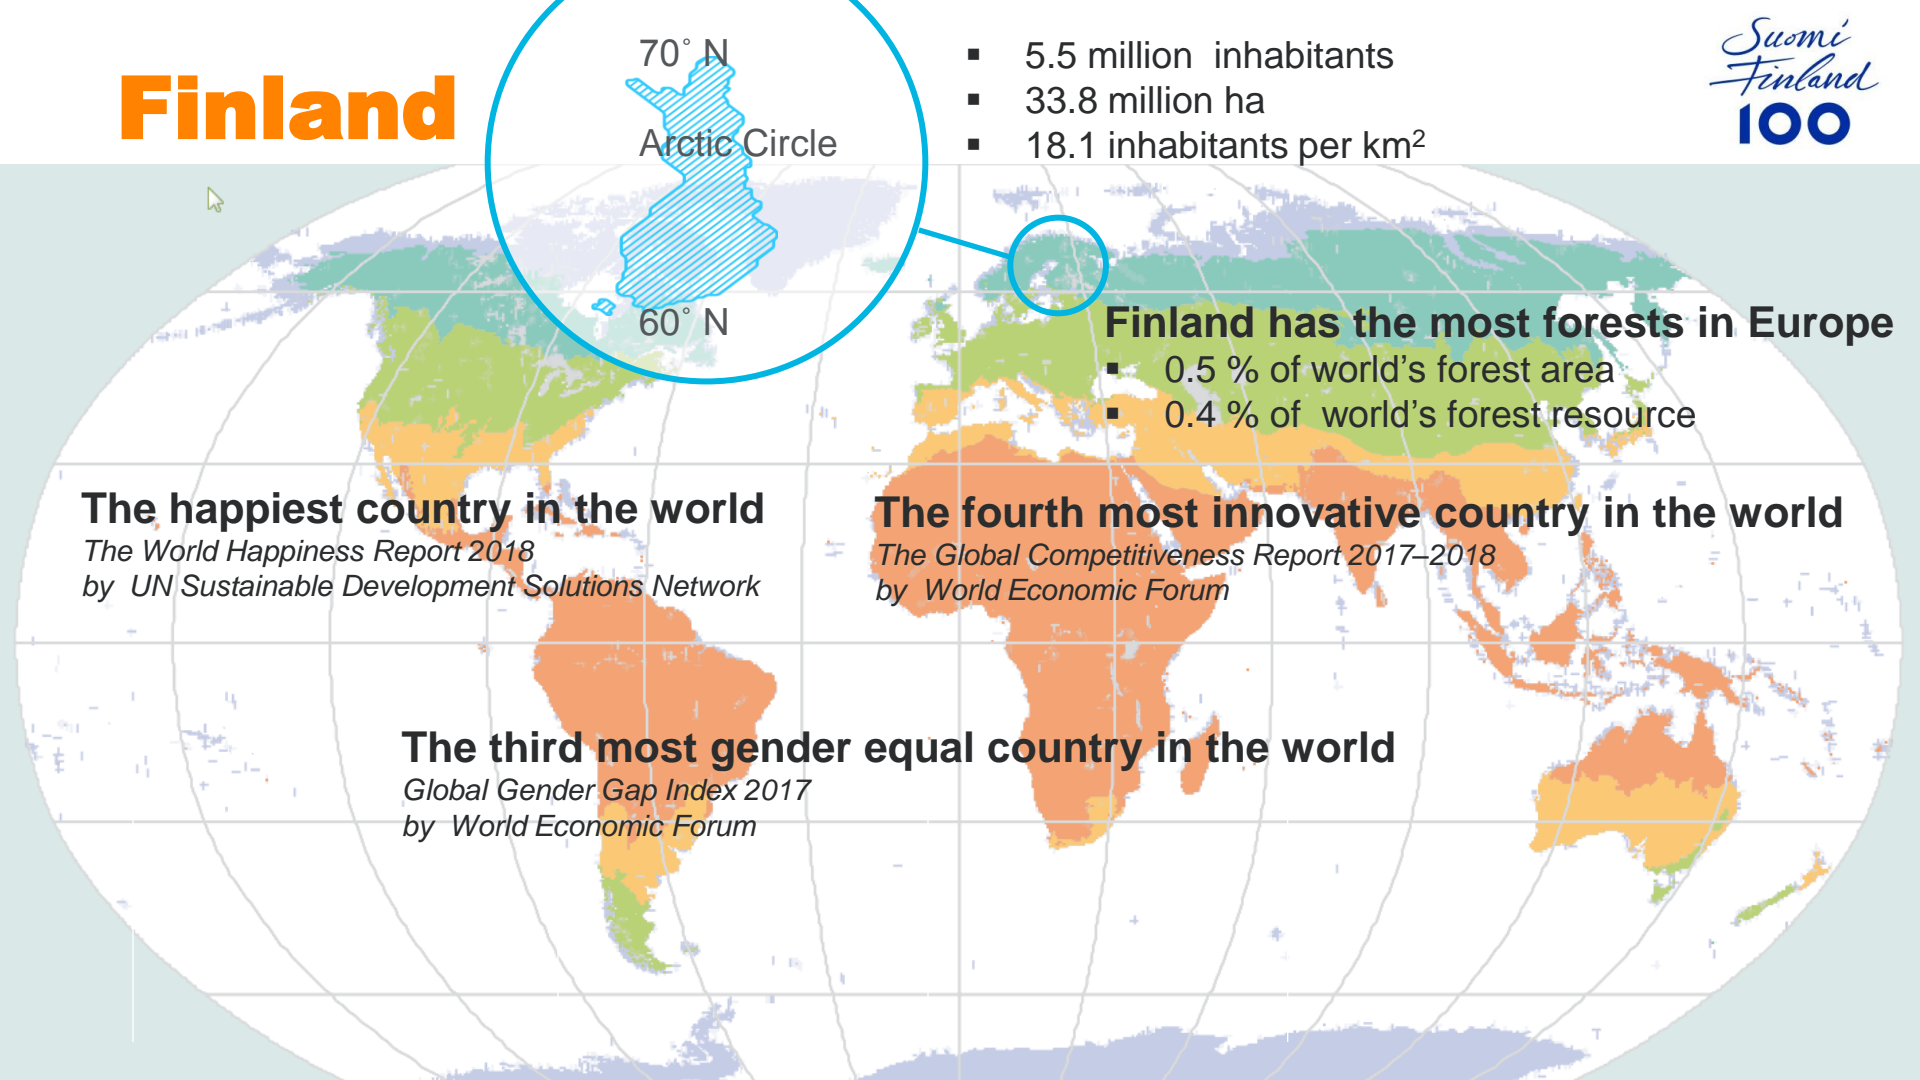 Finland
70° N
Arctic Circle
60° N
▪ 5.5 million inhabitants
▪ 33.8 million ha
▪ 18.1 inhabitants per km²
Suomi
Finland
100
Finland has the most forests in Europe
▪ 0.5 % of world’s forest area
▪ 0.4 % of world’s forest resource
The happiest country in the world
The World Happiness Report 2018
by UN Sustainable Development Solutions Network
The fourth most innovative country in the world
The Global Competitiveness Report 2017–2018
by World Economic Forum
The third most gender equal country in the world
Global Gender Gap Index 2017
by World Economic Forum